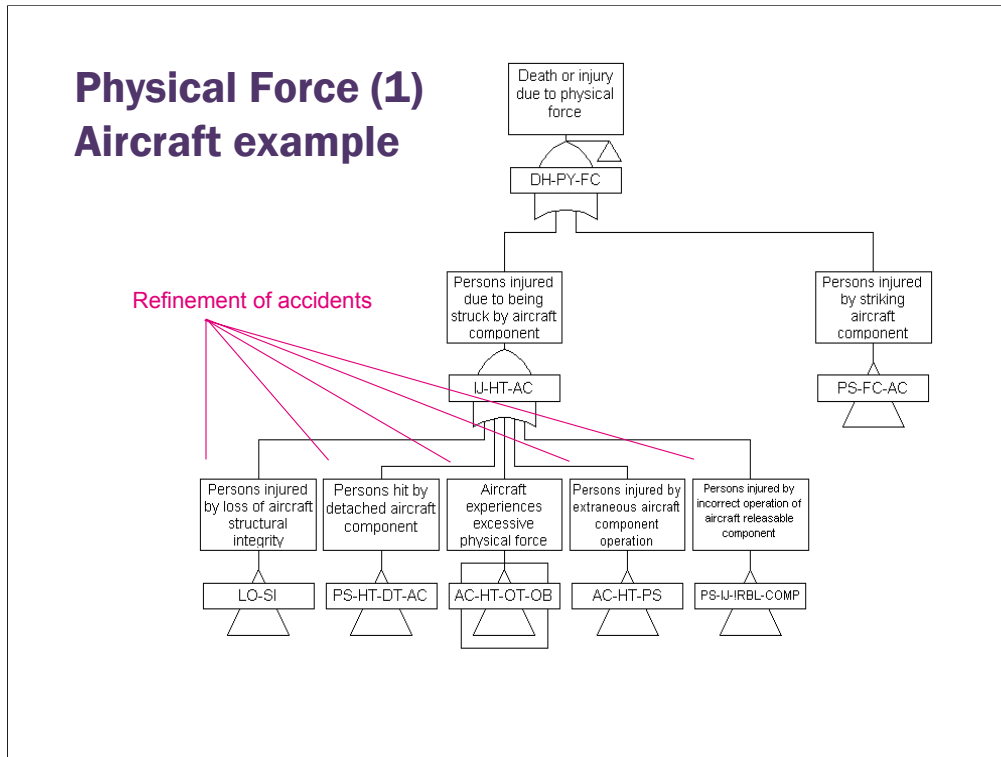 Physical Force (1)
Aircraft example
Death or injury
due to physical
force
DH-PY-FC
Refinement of accidents
Persons injured
due to being
struck by aircraft
component
IJ-HT-AC
Persons injured
by striking
aircraft
component
PS-FC-AC
Persons injured
by loss of aircraft
structural
integrity
LO-SI
Persons hit by
detached aircraft
component
PS-HT-DT-AC
Aircraft
experiences
excessive
physical force
AC-HT-OT-OB
Persons injured by
extraneous aircraft
component
operation
AC-HT-PS
Persons injured by
incorrect operation of
aircraft releasable
component
PS-IJ-IRBL-COMP